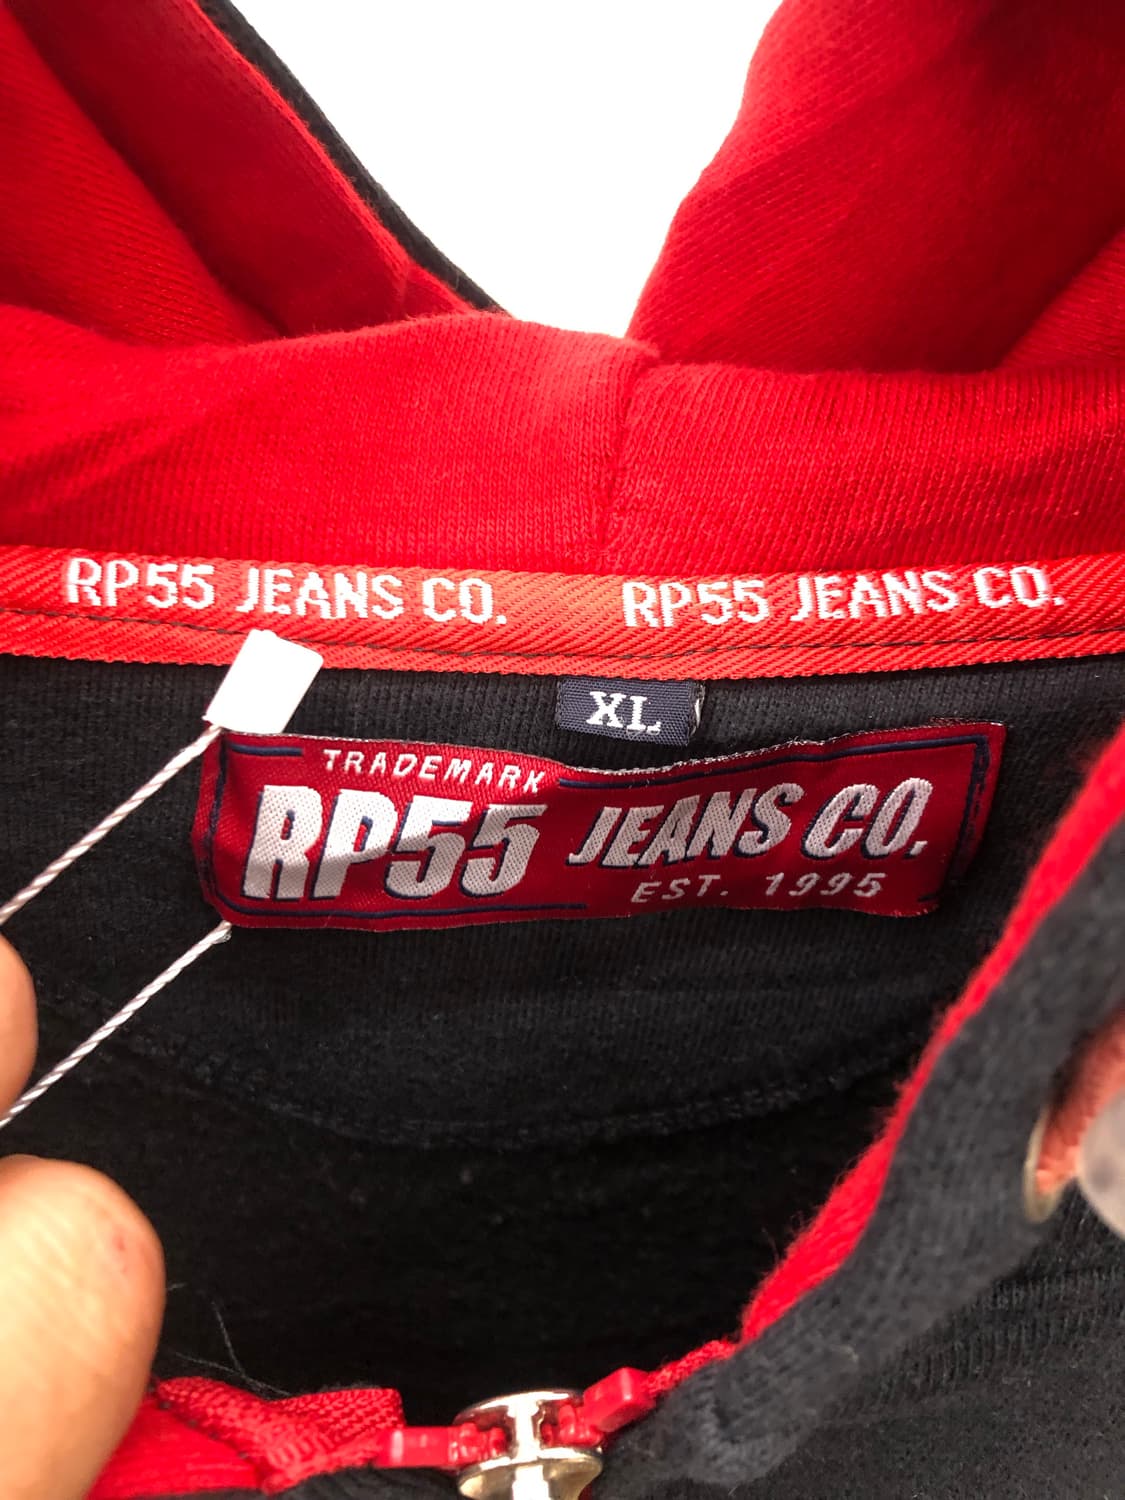 RP55 JEANS CO. RP55 JEANS CO.
XL
TRADEMARK
RP55 JEANS CO.
EST. 1995